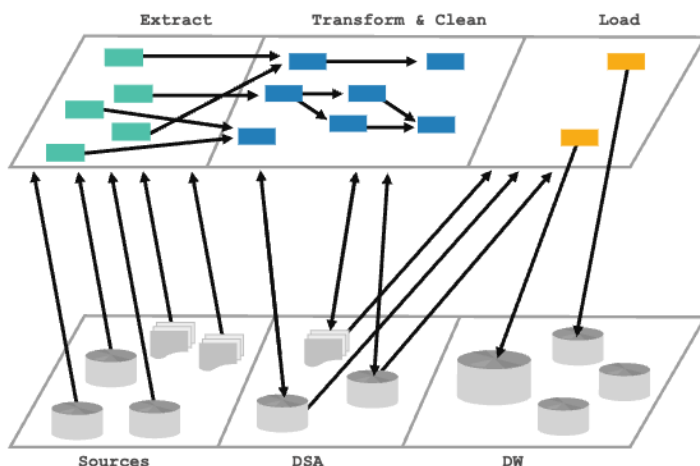 Extract
Transform & Clean
Load
Sources
DSA
DW